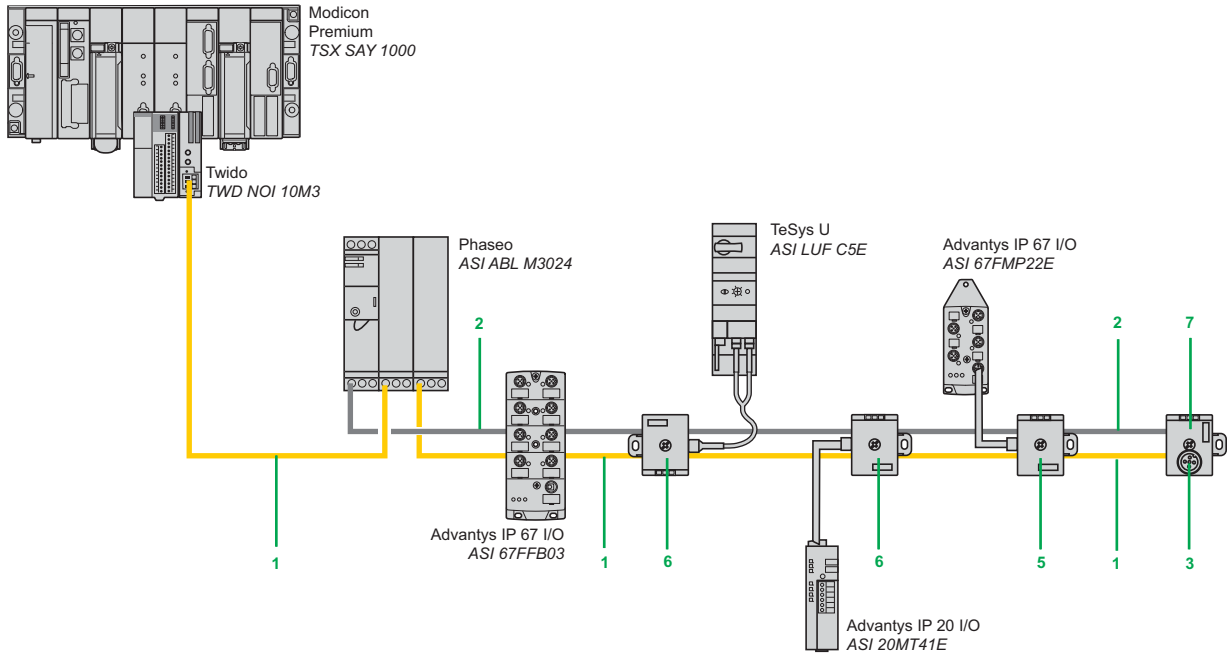 Modicon
Premium
TSX SAY 1000
Twido
TWD NOI 10M3
Phaseo
ASI ABL M3024
TeSys U
ASI LUF C5E
Advantys IP 67 I/O
ASI 67FMP22E
2
2
7
Advantys IP 67 I/O
ASI 67FFB03
1
1
6
6
5
1
3
Advantys IP 20 I/O
ASI 20MT41E